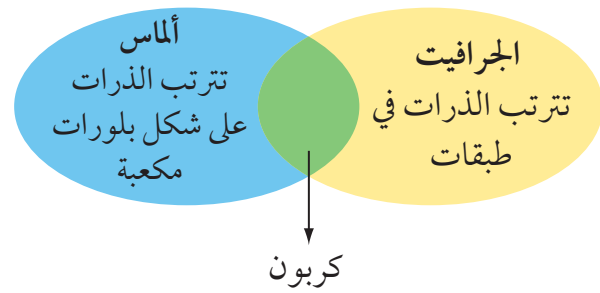 الجرافيت
تترتب الذرات في
طبقات
ألماس
تترتب الذرات
على شكل بلورات
مكعبة
كربون